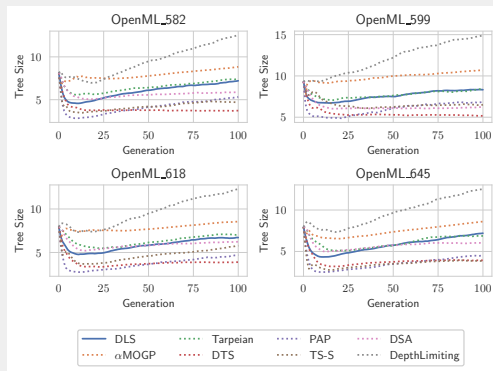 OpenML_582
OpenML_599
Tree Size
10
5
0
25
50
75
100
Generation
Tree Size
15
10
5
0
25
50
75
100
Generation
OpenML_618
OpenML_645
Tree Size
10
5
0
25
50
75
100
Generation
Tree Size
10
5
0
25
50
75
100
Generation
DLS
Tarpeian
PAP
DSA
αMOGP
DTS
TS-S
DepthLimiting